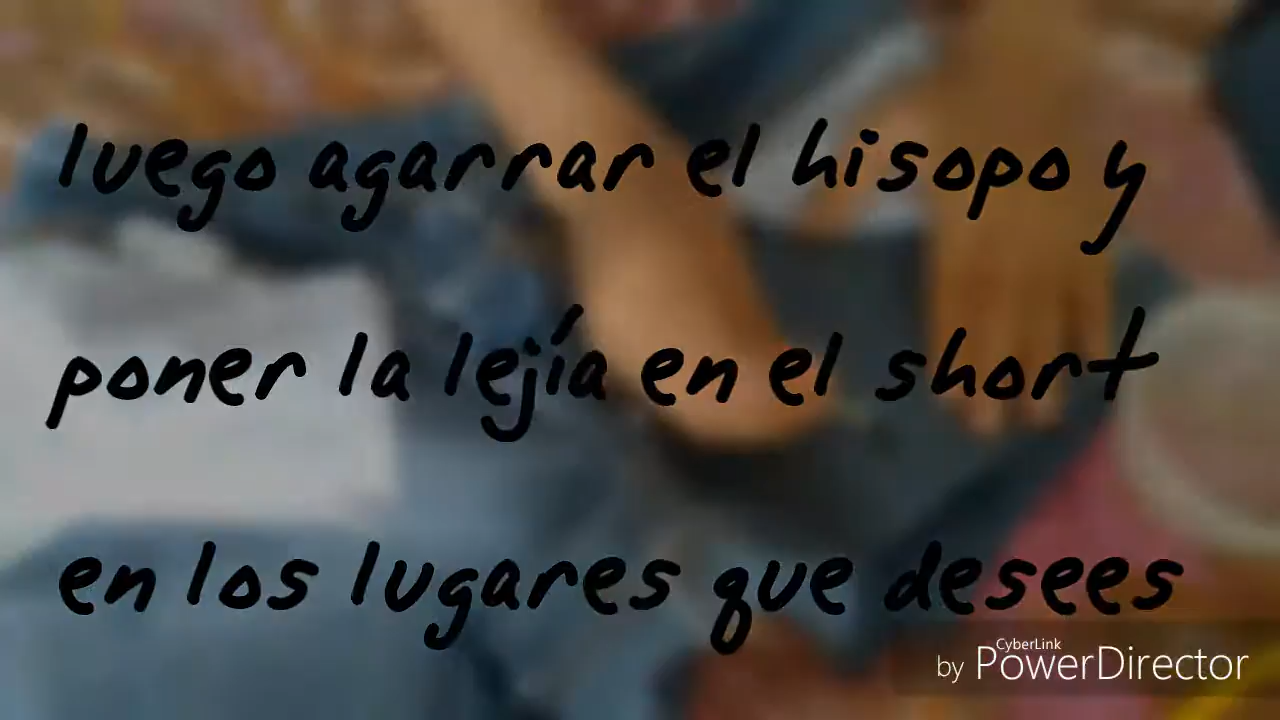 luego agarrar el hisopo y
poner la lejía en el short
en los lugares que desees
CyberLink
by PowerDirector